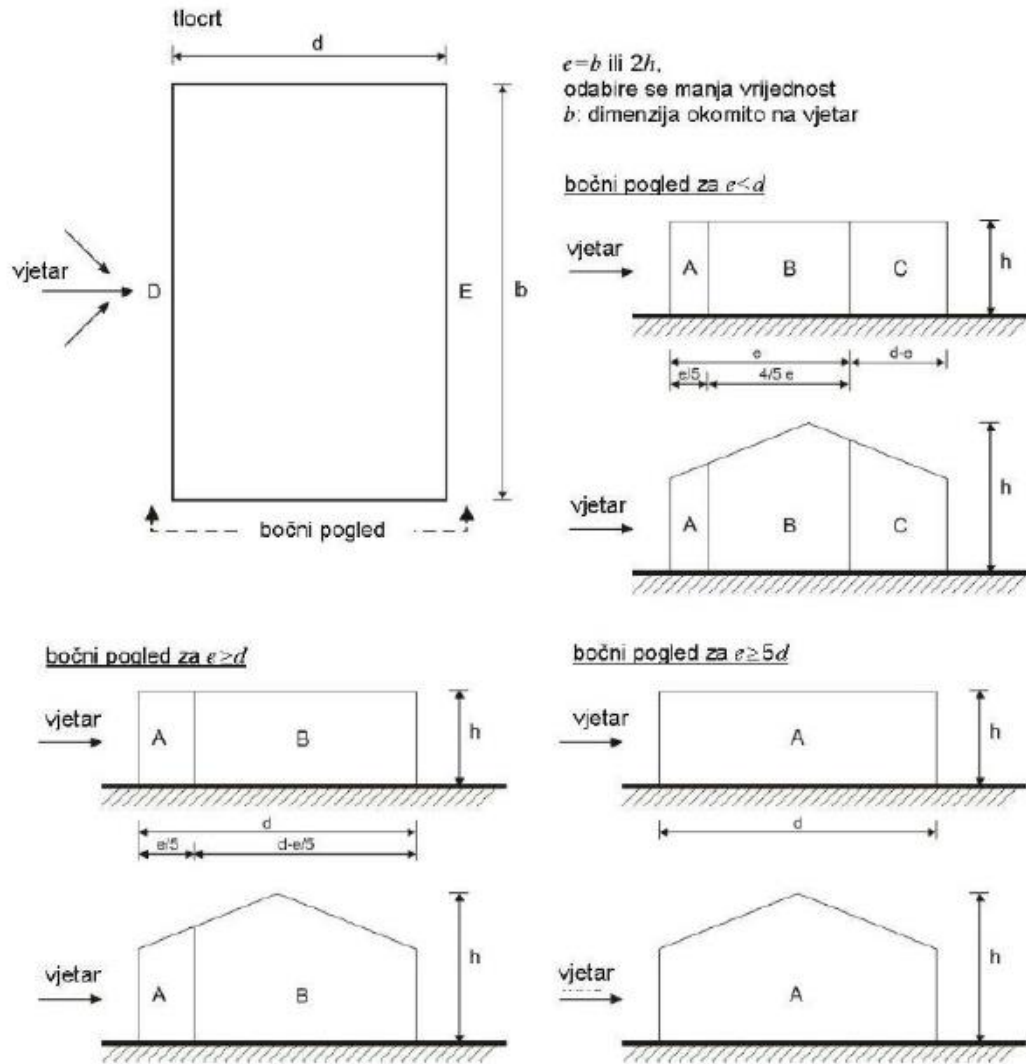 tlocrt
d
e=b ili 2h,
odabire se manja vrijednost
b: dimenzija okomito na vjetar
bočni pogled za e<d
vjetar
D
E
b
vjetar
A
B
C
h
e
d-e
e/5
4/5 e
bočni pogled
vjetar
A
B
C
h
bočni pogled za e>d
vjetar
A
B
h
d
e/5
d-e/5
vjetar
A
B
h
bočni pogled za e≥5d
vjetar
A
h
d
vjetar
A
h